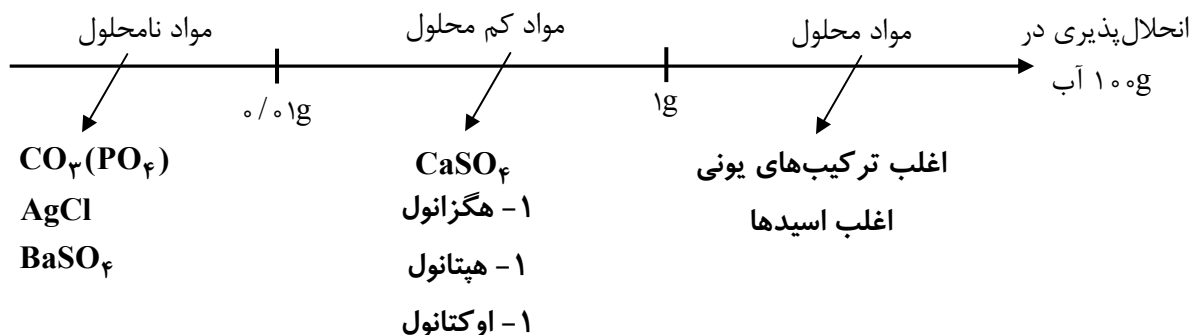 انحلال‌پذیری در
۱۰۰g آب
مواد محلول
مواد کم محلول
مواد نامحلول
۱g
۰/۰۱g
اغلب ترکیب‌های یونی
اغلب اسیدها
CaSO₄
۱- هگزانول
۱- هپتانول
۱- اوکتانول
CO₃(PO₄)
AgCl
BaSO₄